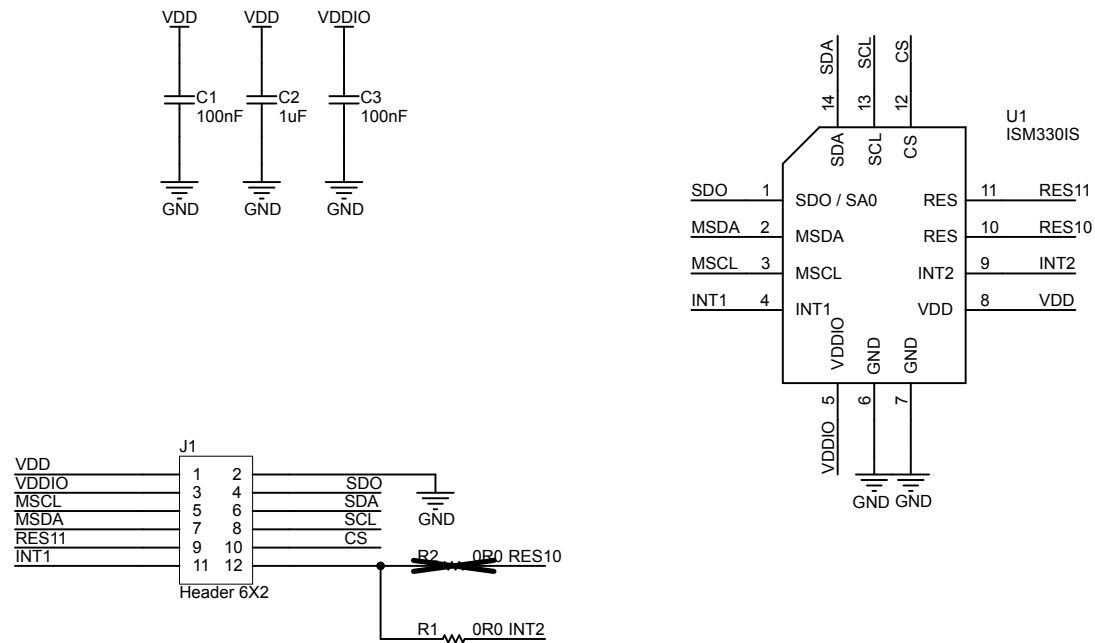 VDD VDD VDDIO
C1 C2 C3
100nF 1uF 100nF
GND GND GND
SDA SCL CS
14 13 12
U1
ISM330IS
SDA SCL CS
SDO 1 SDO / SA0 RES 11 RES11
MSDA 2 MSDA RES 10 RES10
MSCL 3 MSCL INT2 9 INT2
INT1 4 INT1 VDD 8 VDD
VDDIO GND GND
5 6 7
VDDIO
GND GND
J1
VDD 1 2
VDDIO 3 4 SDO
MSCL 5 6 SDA
MSDA 7 8 SCL
GND
RES11 9 10 CS
INT1 11 12 R2 0R0 RES10
Header 6X2
R1 0R0 INT2